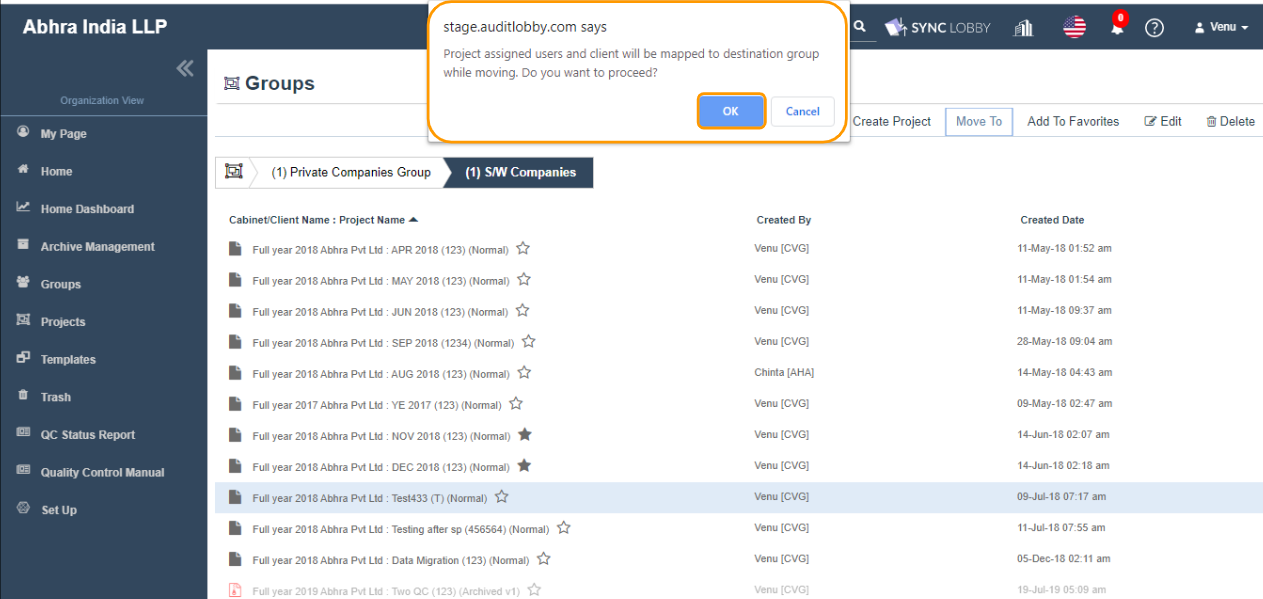 Abhra India LLP
stage.auditlobby.com says
Project assigned users and client will be mapped to destination group
while moving. Do you want to proceed?
OK
Cancel
SYNC LOBBY
0
Venu
Organization View
Groups
Create Project
Move To
Add To Favorites
Edit
Delete
My Page
Home
Home Dashboard
Archive Management
Groups
Projects
Templates
Trash
QC Status Report
Quality Control Manual
Set Up
(1) Private Companies Group
(1) S/W Companies
Cabinet/Client Name : Project Name Created By Created Date
Full year 2018 Abhra Pvt Ltd : APR 2018 (123) (Normal) Venu [CVG] 11-May-18 01:52 am
Full year 2018 Abhra Pvt Ltd : MAY 2018 (123) (Normal) Venu [CVG] 11-May-18 01:54 am
Full year 2018 Abhra Pvt Ltd : JUN 2018 (123) (Normal) Venu [CVG] 11-May-18 09:37 am
Full year 2018 Abhra Pvt Ltd : SEP 2018 (1234) (Normal) Venu [CVG] 28-May-18 09:04 am
Full year 2018 Abhra Pvt Ltd : AUG 2018 (123) (Normal) Chinta [AHA] 14-May-18 04:43 am
Full year 2017 Abhra Pvt Ltd : YE 2017 (123) (Normal) Venu [CVG] 09-May-18 02:47 am
Full year 2018 Abhra Pvt Ltd : NOV 2018 (123) (Normal) Venu [CVG] 14-Jun-18 02:07 am
Full year 2018 Abhra Pvt Ltd : DEC 2018 (123) (Normal) Venu [CVG] 14-Jun-18 02:18 am
Full year 2018 Abhra Pvt Ltd : Test433 (T) (Normal) Venu [CVG] 09-Jul-18 07:17 am
Full year 2018 Abhra Pvt Ltd : Testing after sp (456564) (Normal) Venu [CVG] 11-Jul-18 07:55 am
Full year 2018 Abhra Pvt Ltd : Data Migration (123) (Normal) Venu [CVG] 05-Dec-18 02:11 am
Full year 2019 Abhra Pvt Ltd : Two QC (123) (Archived v1) Venu [CVG] 19-Jul-19 05:09 am